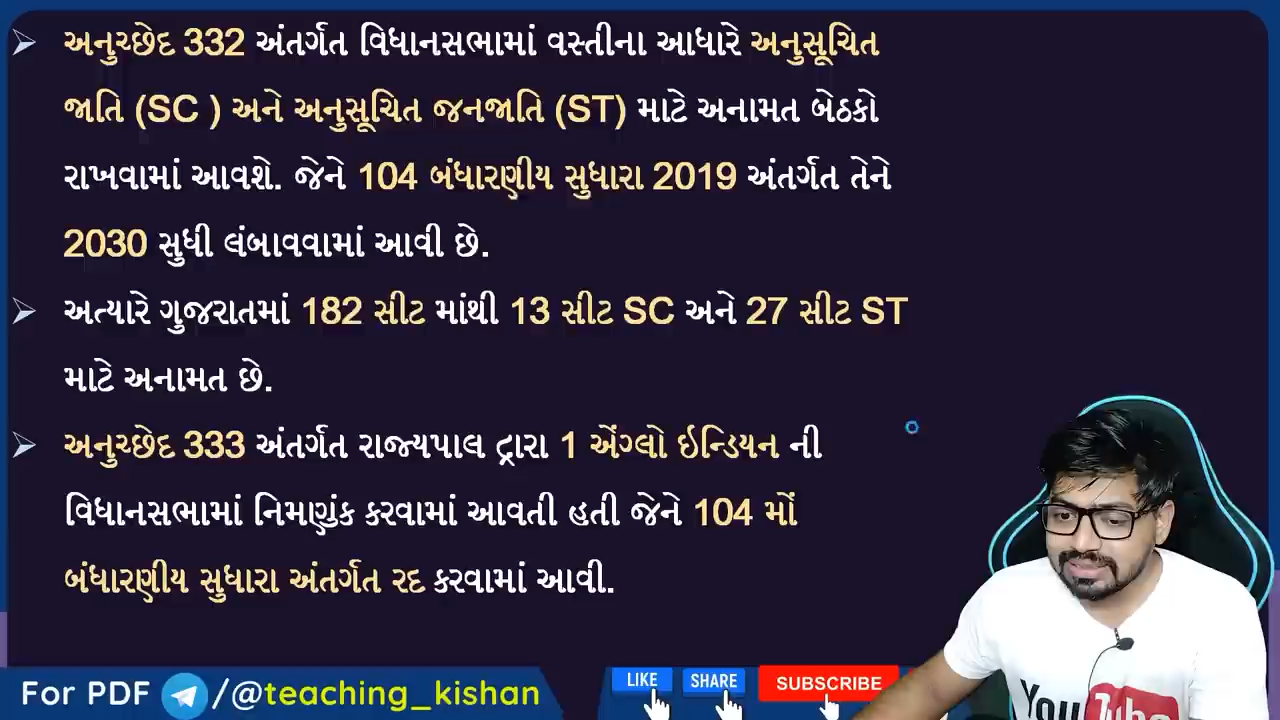 અનુચ્છેદ 332 અંતર્ગત વિધાનસભામાં વસ્તીના આધારે અનુસૂચિત
જાતિ (SC ) અને અનુસૂચિત જનજાતિ (ST) માટે અનામત બેઠકો
રાખવામાં આવશે. જેને 104 બંધારણીય સુધારા 2019 અંતર્ગત તેને
2030 સુધી લંબાવવામાં આવી છે.
અત્યારે ગુજરાતમાં 182 સીટ માંથી 13 સીટ SC અને 27 સીટ ST
માટે અનામત છે.
અનુચ્છેદ 333 અંતર્ગત રાજ્યપાલ દ્રારા 1 એંગ્લો ઇન્ડિયન ની
વિધાનસભામાં નિમણુંક કરવામાં આવતી હતી જેને 104 મોં
બંધારણીય સુધારા અંતર્ગત રદ કરવામાં આવી.
For PDF /@teaching_kishan
LIKE SHARE SUBSCRIBE
You Tube